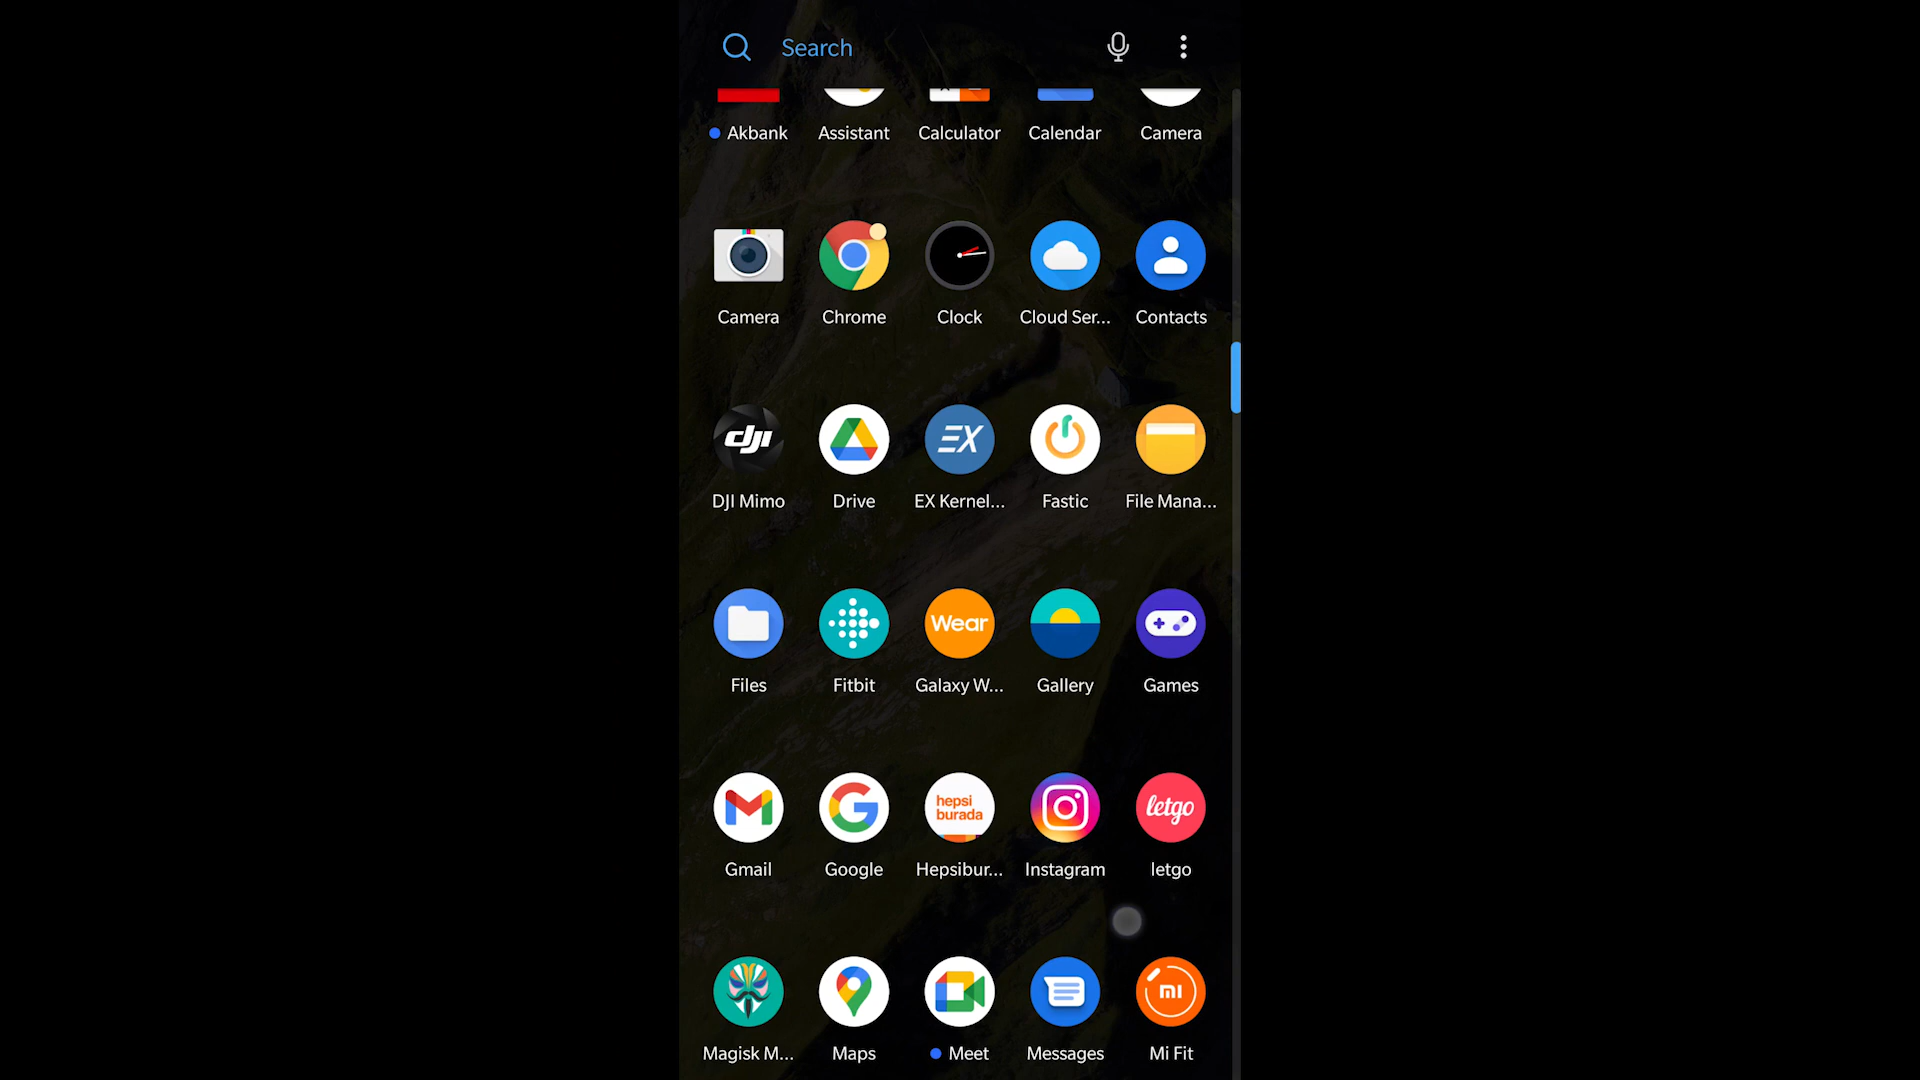 Search
Akbank Assistant Calculator Calendar Camera
Camera Chrome Clock Cloud Ser... Contacts
dji EX
DJI Mimo Drive EX Kernel... Fastic File Mana...
Wear
Files Fitbit Galaxy W... Gallery Games
hepsi
burada
letgo
Gmail Google Hepsibur... Instagram letgo
mi
Magisk M... Maps Meet Messages Mi Fit